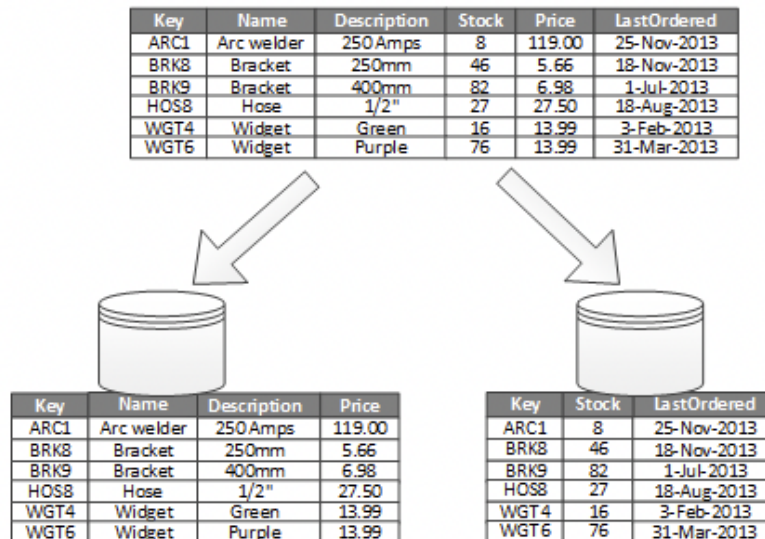 Key Name Description Stock Price LastOrdered
ARC1 Arc welder 250 Amps 8 119.00 25-Nov-2013
BRK8 Bracket 250mm 46 5.66 18-Nov-2013
BRK9 Bracket 400mm 82 6.98 1-Jul-2013
HOS8 Hose 1/2" 27 27.50 18-Aug-2013
WGT4 Widget Green 16 13.99 3-Feb-2013
WGT6 Widget Purple 76 13.99 31-Mar-2013
Key Name Description Price
ARC1 Arc welder 250 Amps 119.00
BRK8 Bracket 250mm 5.66
BRK9 Bracket 400mm 6.98
HOS8 Hose 1/2" 27.50
WGT4 Widget Green 13.99
WGT6 Widget Purple 13.99
Key Stock LastOrdered
ARC1 8 25-Nov-2013
BRK8 46 18-Nov-2013
BRK9 82 1-Jul-2013
HOS8 27 18-Aug-2013
WGT4 16 3-Feb-2013
WGT6 76 31-Mar-2013